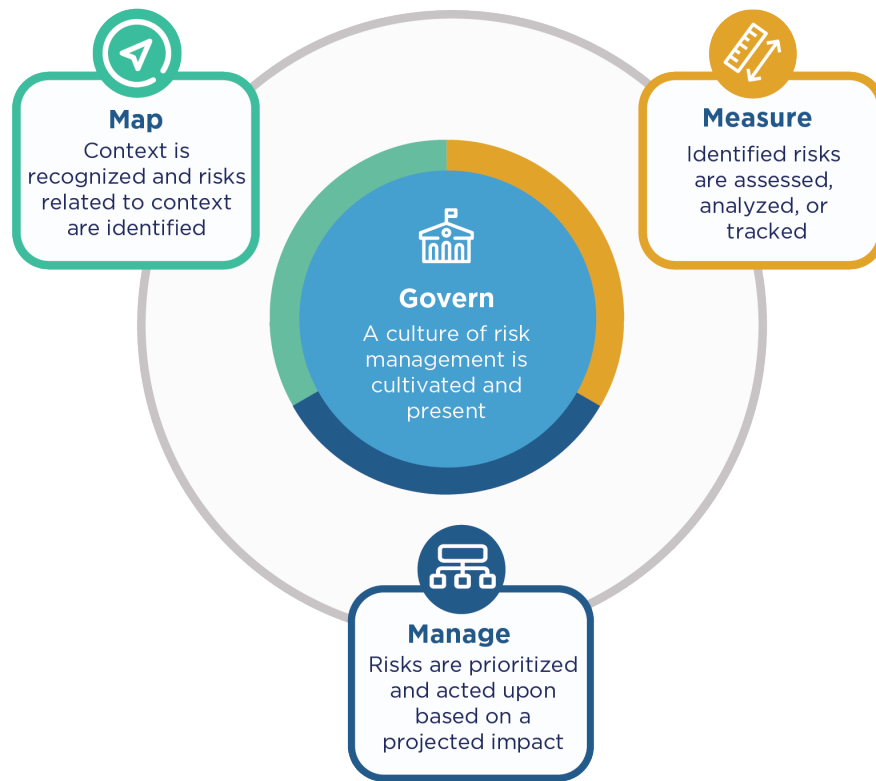 Map
Context is
recognized and risks
related to context
are identified
Measure
Identified risks
are assessed,
analyzed, or
tracked
Govern
A culture of risk
management is
cultivated and
present
Manage
Risks are prioritized
and acted upon
based on a
projected impact